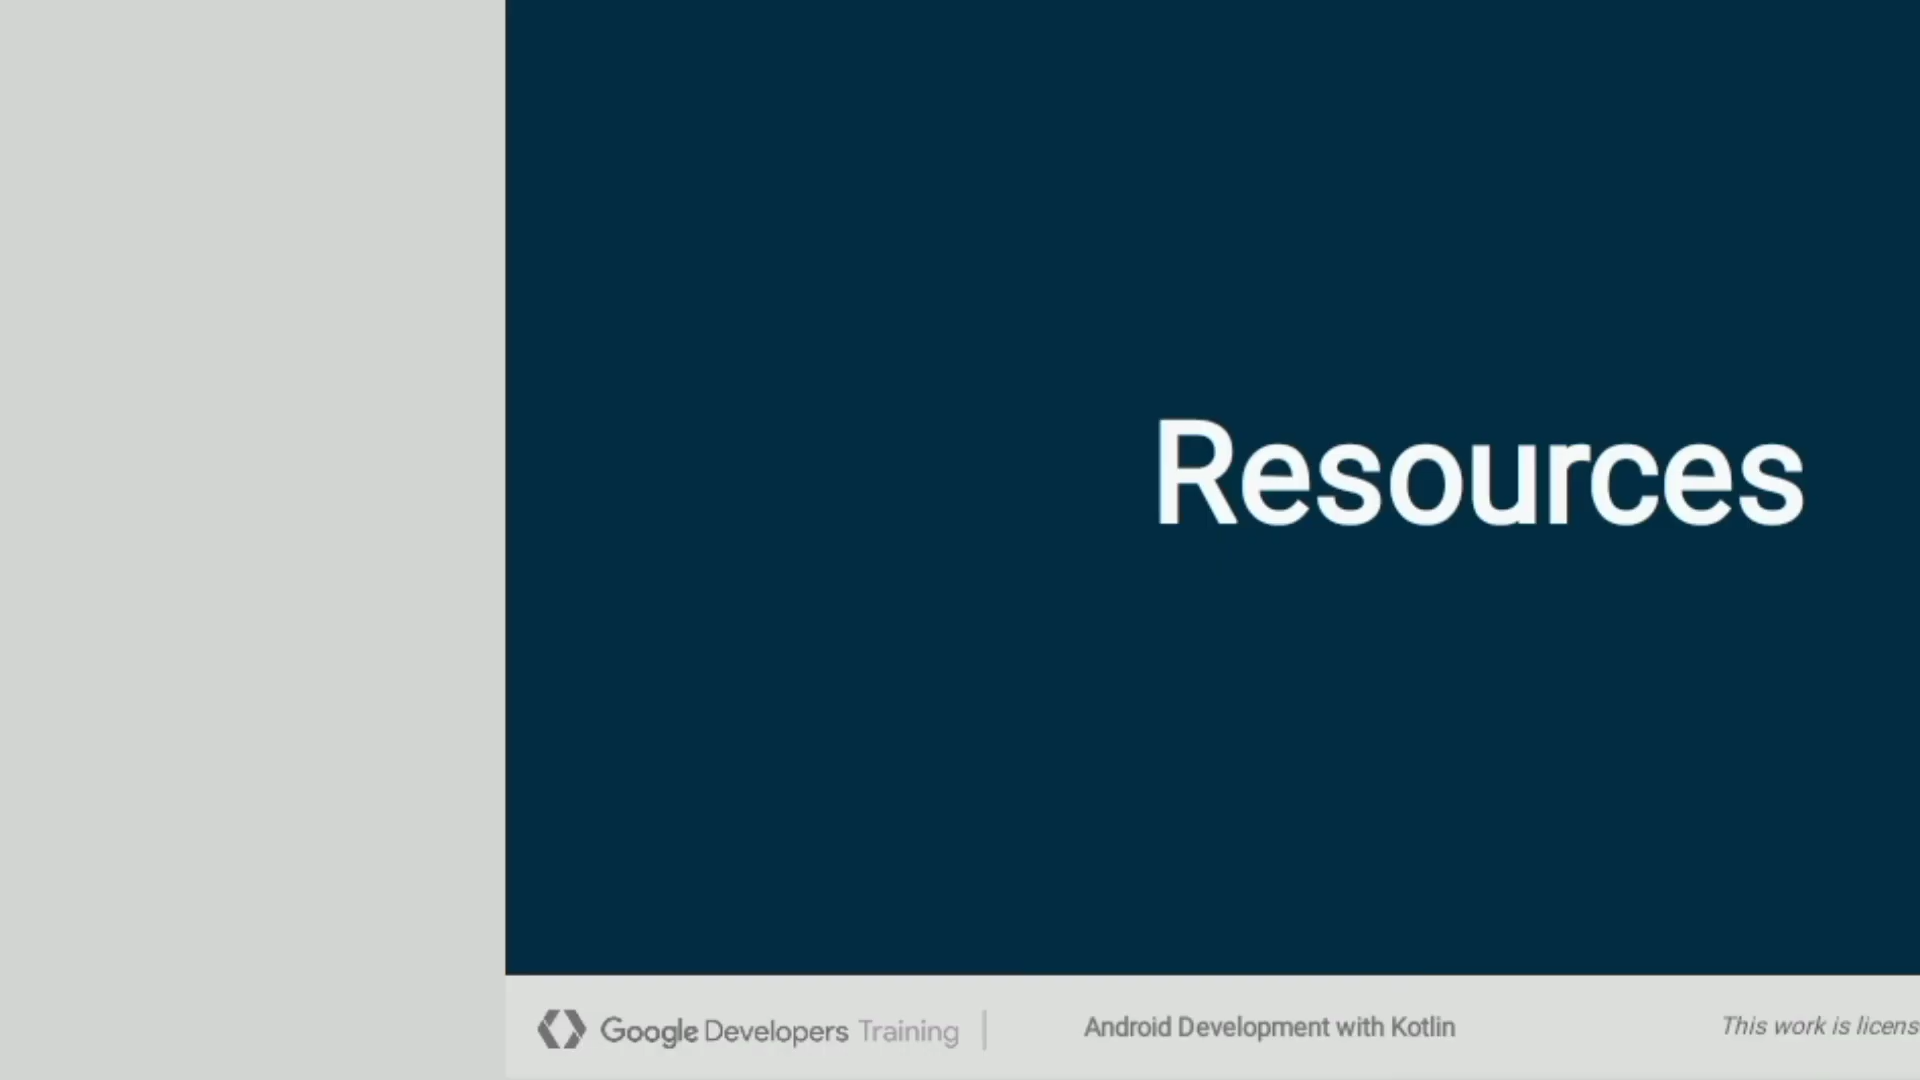 Resources
Google Developers Training
Android Development with Kotlin
This work is licens